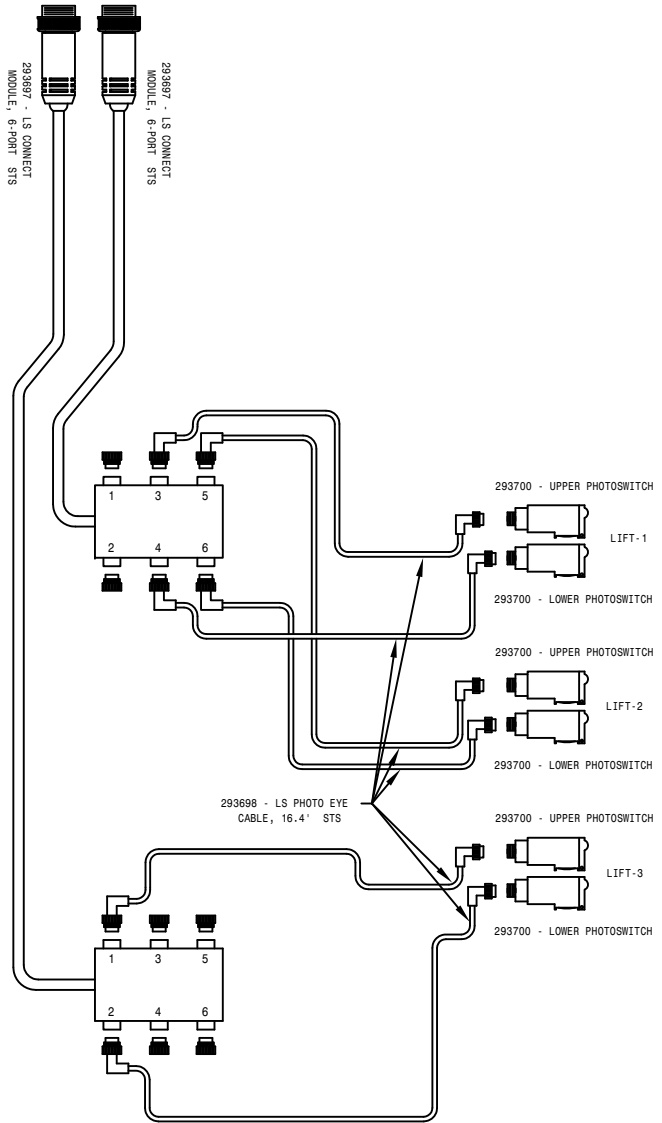 293697 - LS CONNECT
MODULE, 6-PORT STS
293697 - LS CONNECT
MODULE, 6-PORT STS
1 3 5
2 4 6
293700 - UPPER PHOTOSWITCH
LIFT-1
293700 - LOWER PHOTOSWITCH
293700 - UPPER PHOTOSWITCH
LIFT-2
293700 - LOWER PHOTOSWITCH
293698 - LS PHOTO EYE
CABLE, 16.4' STS
293700 - UPPER PHOTOSWITCH
LIFT-3
293700 - LOWER PHOTOSWITCH
1 3 5
2 4 6